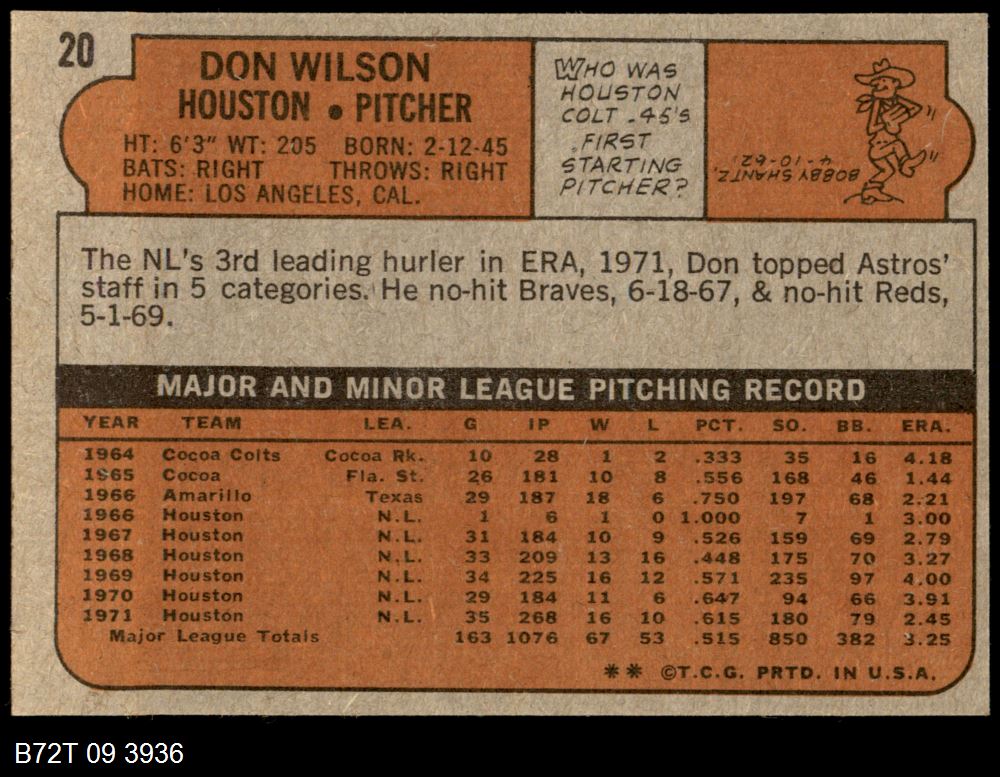 20
DON WILSON
HOUSTON • PITCHER
HT: 6'3" WT: 205 BORN: 2-12-45
BATS: RIGHT THROWS: RIGHT
HOME: LOS ANGELES, CAL.
WHO WAS
HOUSTON
COLT .45'S
FIRST
STARTING
PITCHER?
BOBBY SHANTZ,
4-10-62.
The NL's 3rd leading hurler in ERA, 1971, Don topped Astros'
staff in 5 categories. He no-hit Braves, 6-18-67, & no-hit Reds,
5-1-69.
MAJOR AND MINOR LEAGUE PITCHING RECORD
YEAR TEAM LEA. G IP W L PCT. SO. BB. ERA.
1964 Cocoa Colts Cocoa Rk. 10 28 1 2 .333 35 16 4.18
1965 Cocoa Fla. St. 26 181 10 8 .556 168 46 1.44
1966 Amarillo Texas 29 187 18 6 .750 197 68 2.21
1966 Houston N.L. 1 6 1 0 1.000 7 1 3.00
1967 Houston N.L. 31 184 10 9 .526 159 69 2.79
1968 Houston N.L. 33 209 13 16 .448 175 70 3.27
1969 Houston N.L. 34 225 16 12 .571 235 97 4.00
1970 Houston N.L. 29 184 11 6 .647 94 66 3.91
1971 Houston N.L. 35 268 16 10 .615 180 79 2.45
Major League Totals 163 1076 67 53 .515 850 382 3.25
** ©T.C.G. PRTD. IN U.S.A.
B72T 09 3936